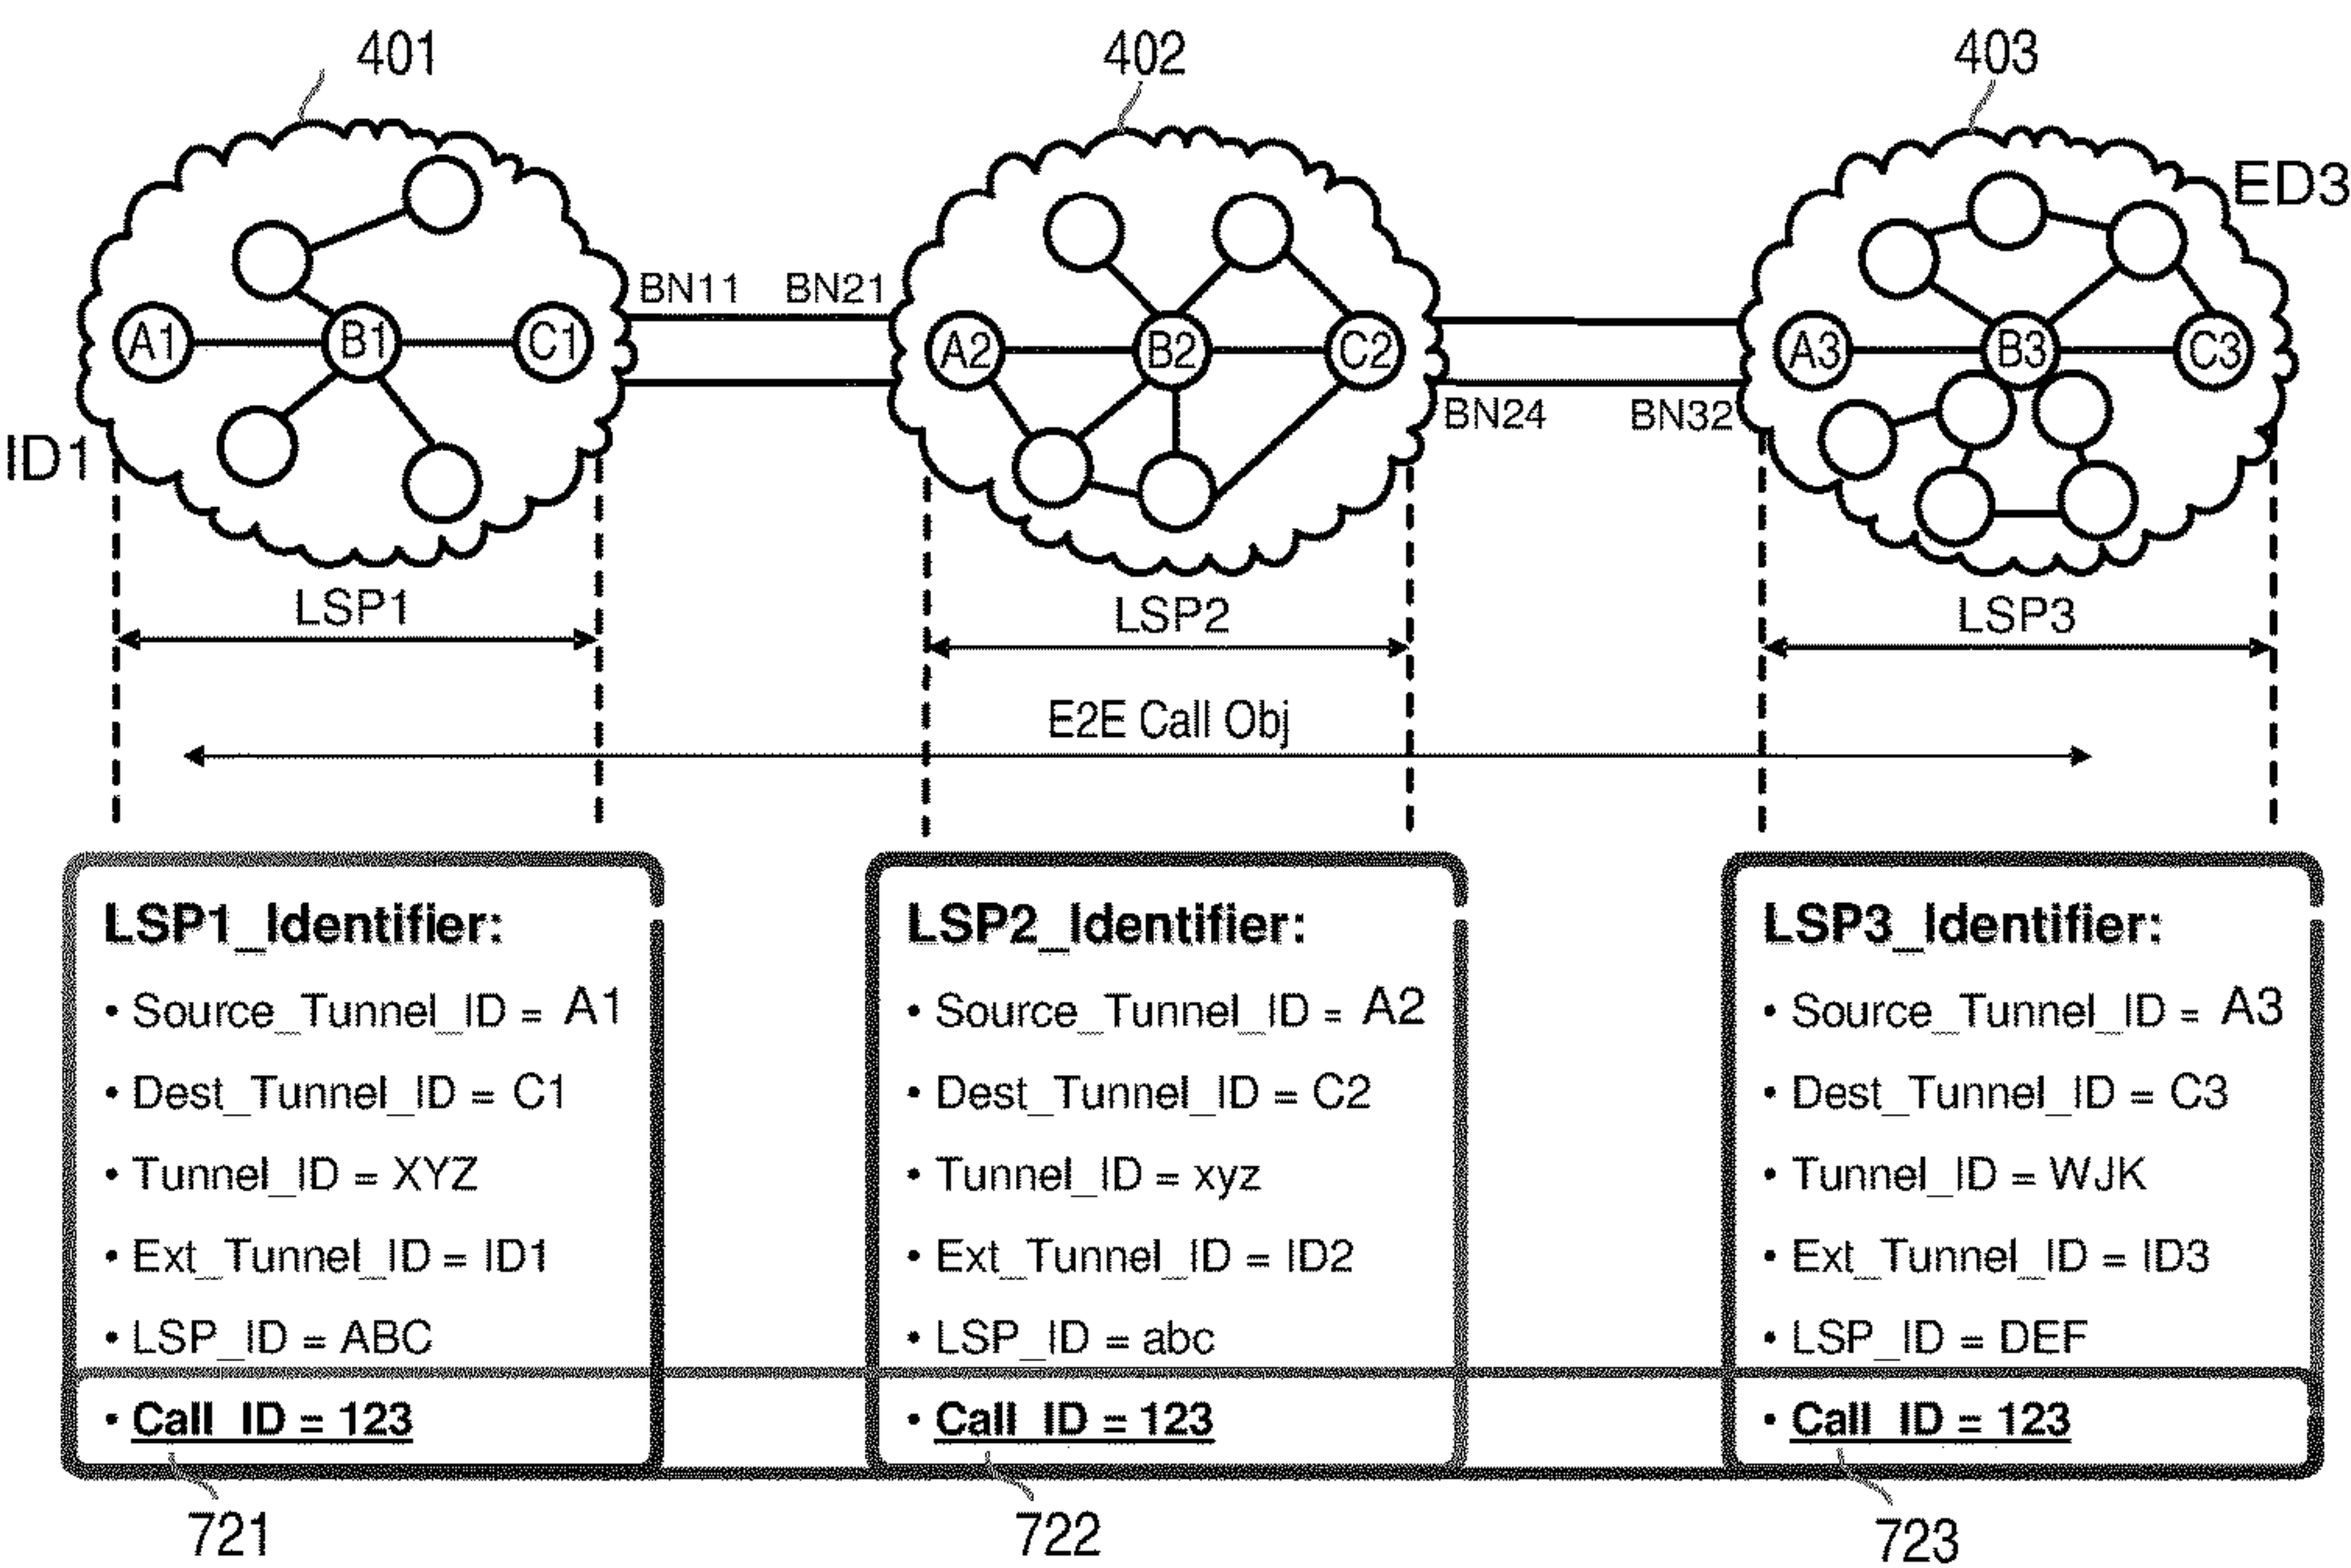 401
402
403
ED3
BN11
BN21
A1
B1
C1
A2
B2
C2
A3
B3
C3
BN24
BN32
ID1
LSP1
LSP2
LSP3
E2E Call Obj
LSP1_Identifier:
• Source_Tunnel_ID = A1
• Dest_Tunnel_ID = C1
• Tunnel_ID = XYZ
• Ext_Tunnel_ID = ID1
• LSP_ID = ABC
• Call_ID = 123
721
LSP2_Identifier:
• Source_Tunnel_ID = A2
• Dest_Tunnel_ID = C2
• Tunnel_ID = xyz
• Ext_Tunnel_ID = ID2
• LSP_ID = abc
• Call_ID = 123
722
LSP3_Identifier:
• Source_Tunnel_ID = A3
• Dest_Tunnel_ID = C3
• Tunnel_ID = WJK
• Ext_Tunnel_ID = ID3
• LSP_ID = DEF
• Call_ID = 123
723